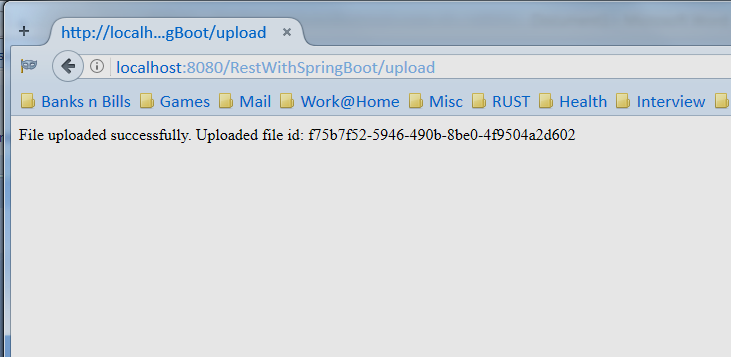 http://localh...gBoot/upload
localhost:8080/RestWithSpringBoot/upload
Banks n Bills Games Mail Work@Home Misc RUST Health Interview
File uploaded successfully. Uploaded file id: f75b7f52-5946-490b-8be0-4f9504a2d602